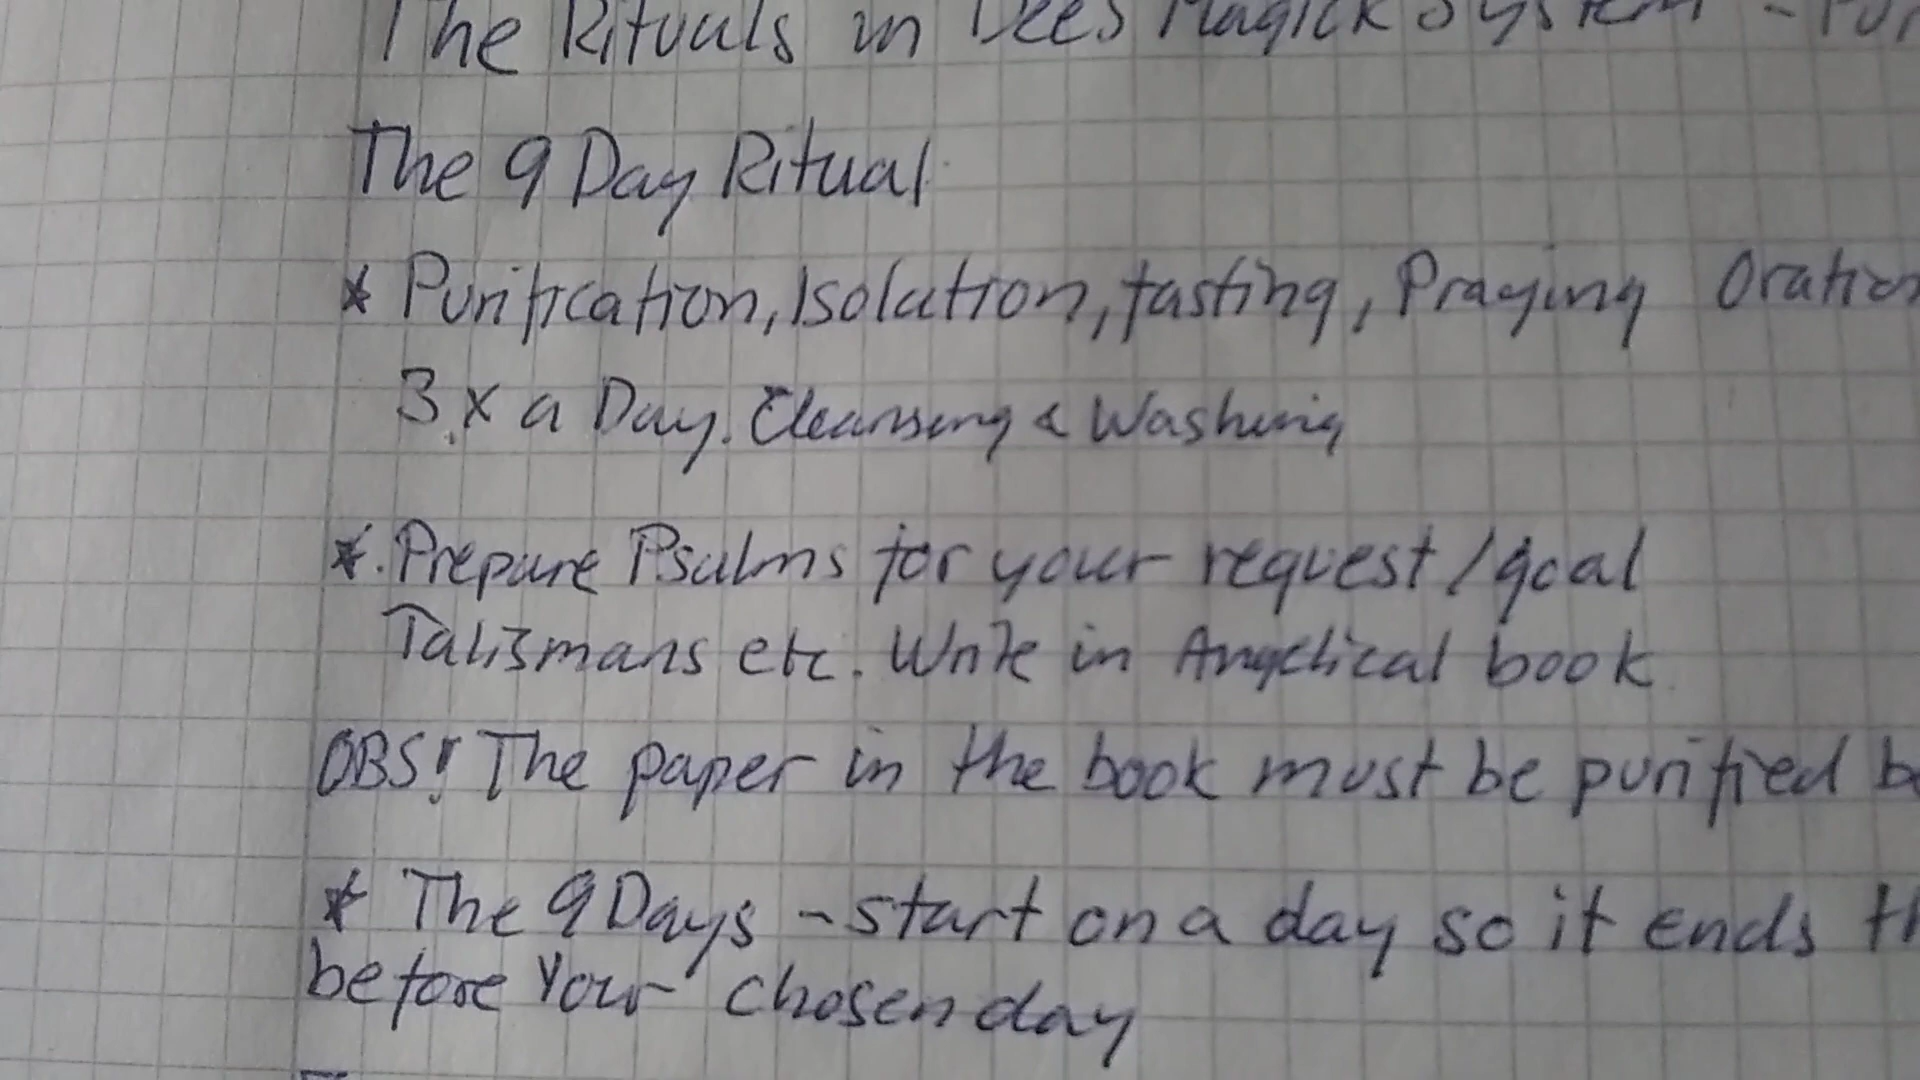 The Rituals in Dees Magick System -
The 9 Day Ritual
* Purification, Isolation, fasting, Praying Oration
3 x a Day. Cleansing & Washing
* Prepare Psalms for your request / goal
Talismans etc. Write in Angelical book
OBS! The paper in the book must be purified
* The 9 Days - start on a day so it ends
before Your chosen day